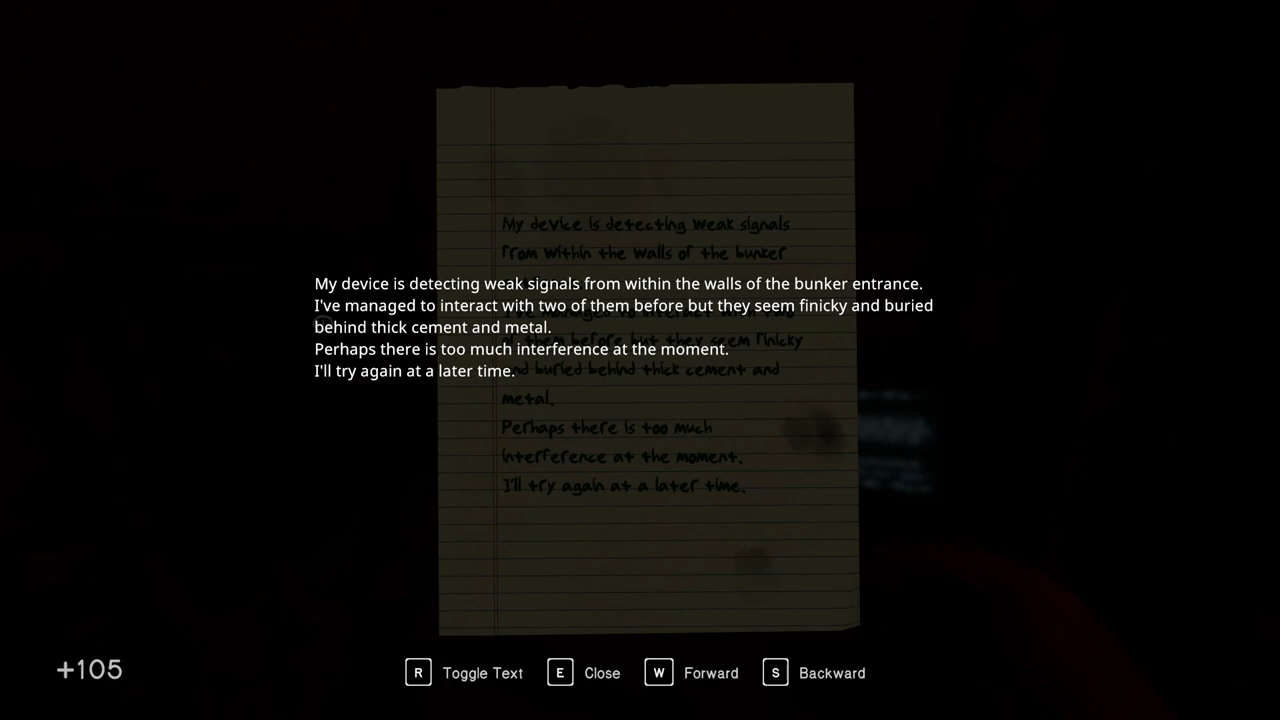 My device is detecting weak signals
from within the walls of the bunker
My device is detecting weak signals from within the walls of the bunker entrance.
I've managed to interact with two of them before but they seem finicky and buried
behind thick cement and metal.
Perhaps there is too much interference at the moment.
I'll try again at a later time.
of them before but they seem finicky
and buried behind thick cement and
metal.
Perhaps there is too much
interference at the moment.
I'll try again at a later time.
+105
R Toggle Text E Close W Forward S Backward